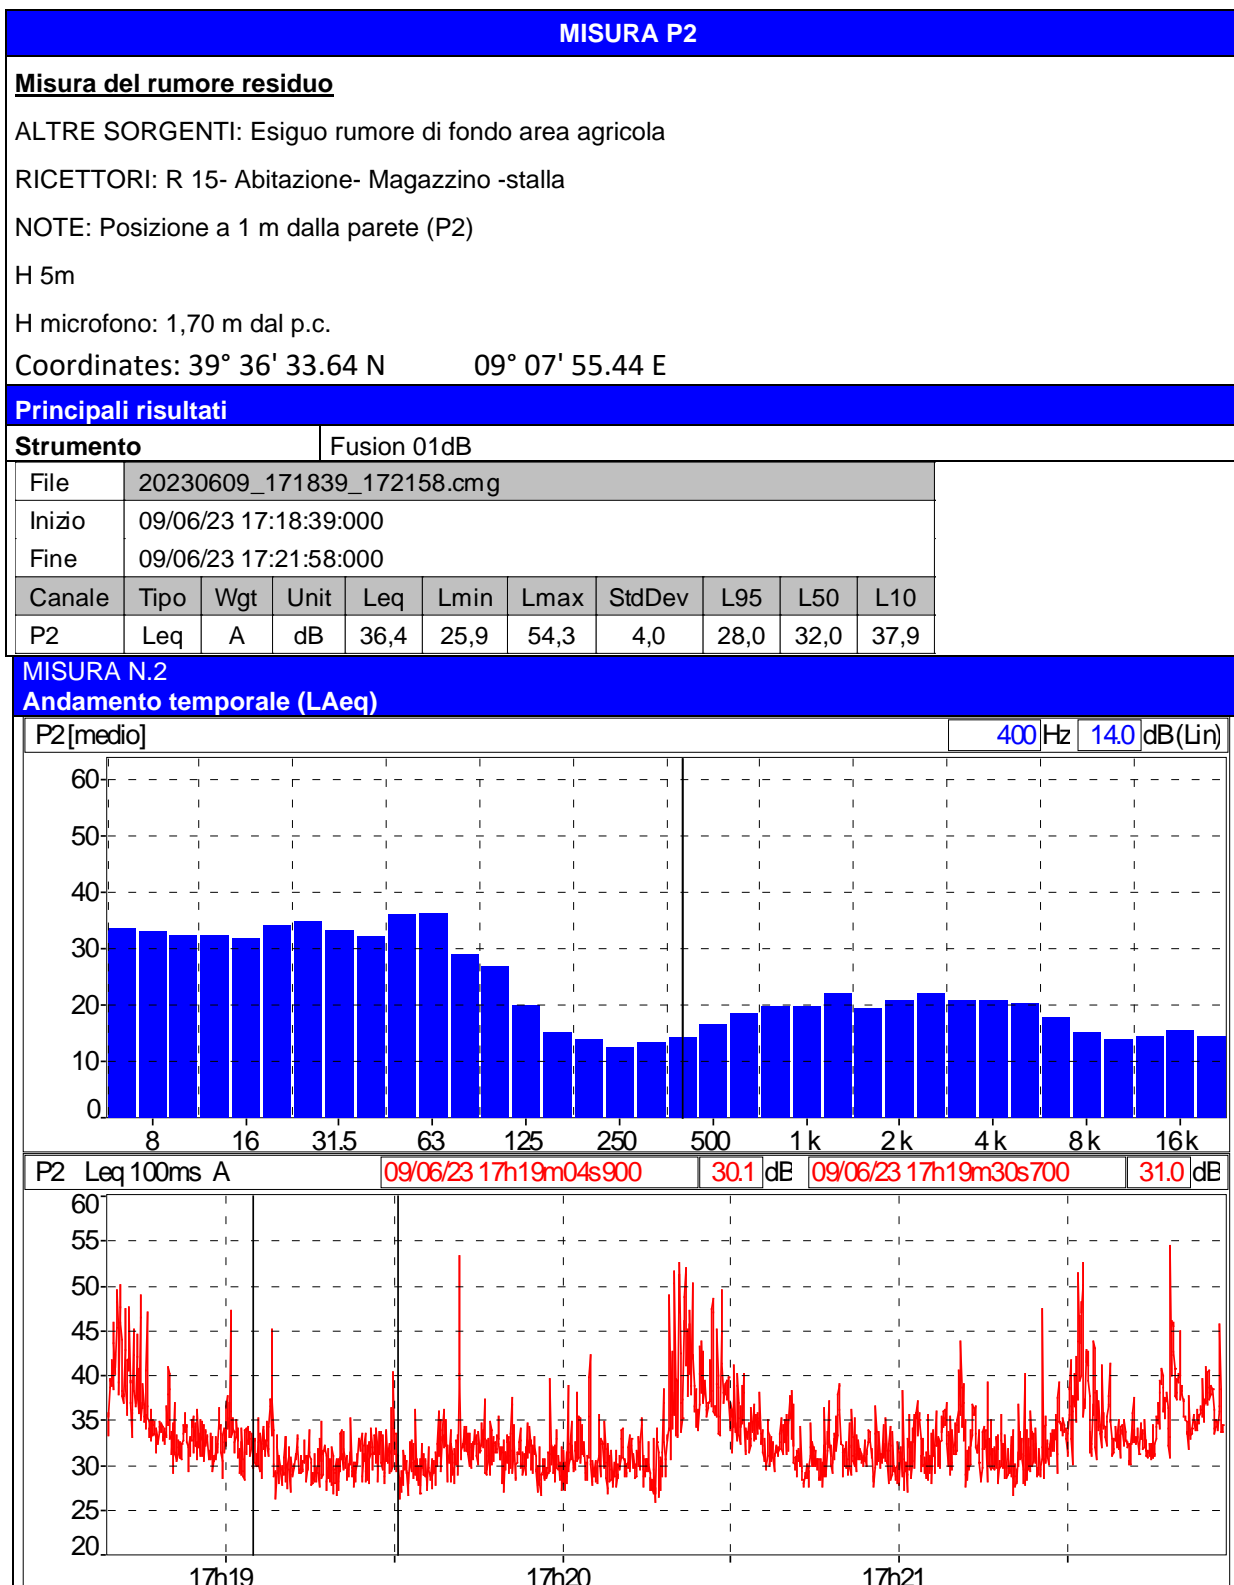 MISURA P2
Misura del rumore residuo
ALTRE SORGENTI: Esiguo rumore di fondo area agricola
RICETTORI: R 15- Abitazione- Magazzino -stalla
NOTE: Posizione a 1 m dalla parete (P2)
H 5m
H microfono: 1,70 m dal p.c.
Coordinates: 39° 36' 33.64 N 09° 07' 55.44 E
Principali risultati
Strumento Fusion 01dB
File 20230609_171839_172158.cmg
Inizio 09/06/23 17:18:39:000
Fine 09/06/23 17:21:58:000
Canale Tipo Wgt Unit Leq Lmin Lmax StdDev L95 L50 L10
P2 Leq A dB 36,4 25,9 54,3 4,0 28,0 32,0 37,9
MISURA N.2
Andamento temporale (LAeq)
P2 [medio] 400 Hz 14.0 dB(Lin)
60
50
40
30
20
10
0
8 16 31.5 63 125 250 500 1 k 2 k 4 k 8 k 16 k
P2 Leq 100ms A 09/06/23 17h19m04s900 30.1 dB 09/06/23 17h19m30s700 31.0 dB
60
55
50
45
40
35
30
25
20
17h19 17h20 17h21